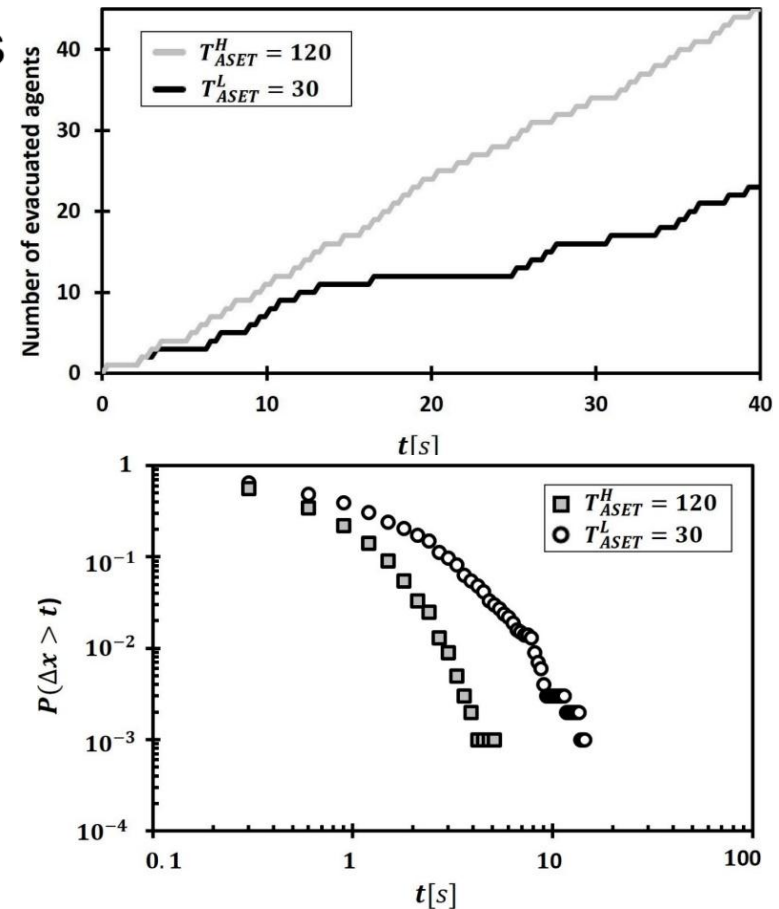 Number of evacuated agents
40
30
20
10
0
T^H_ASET = 120
T^L_ASET = 30
0 10 20 30 40
t[s]
P(Δx > t)
1
10^-1
10^-2
10^-3
10^-4
T^H_ASET = 120
T^L_ASET = 30
0.1 1 10 100
t[s]